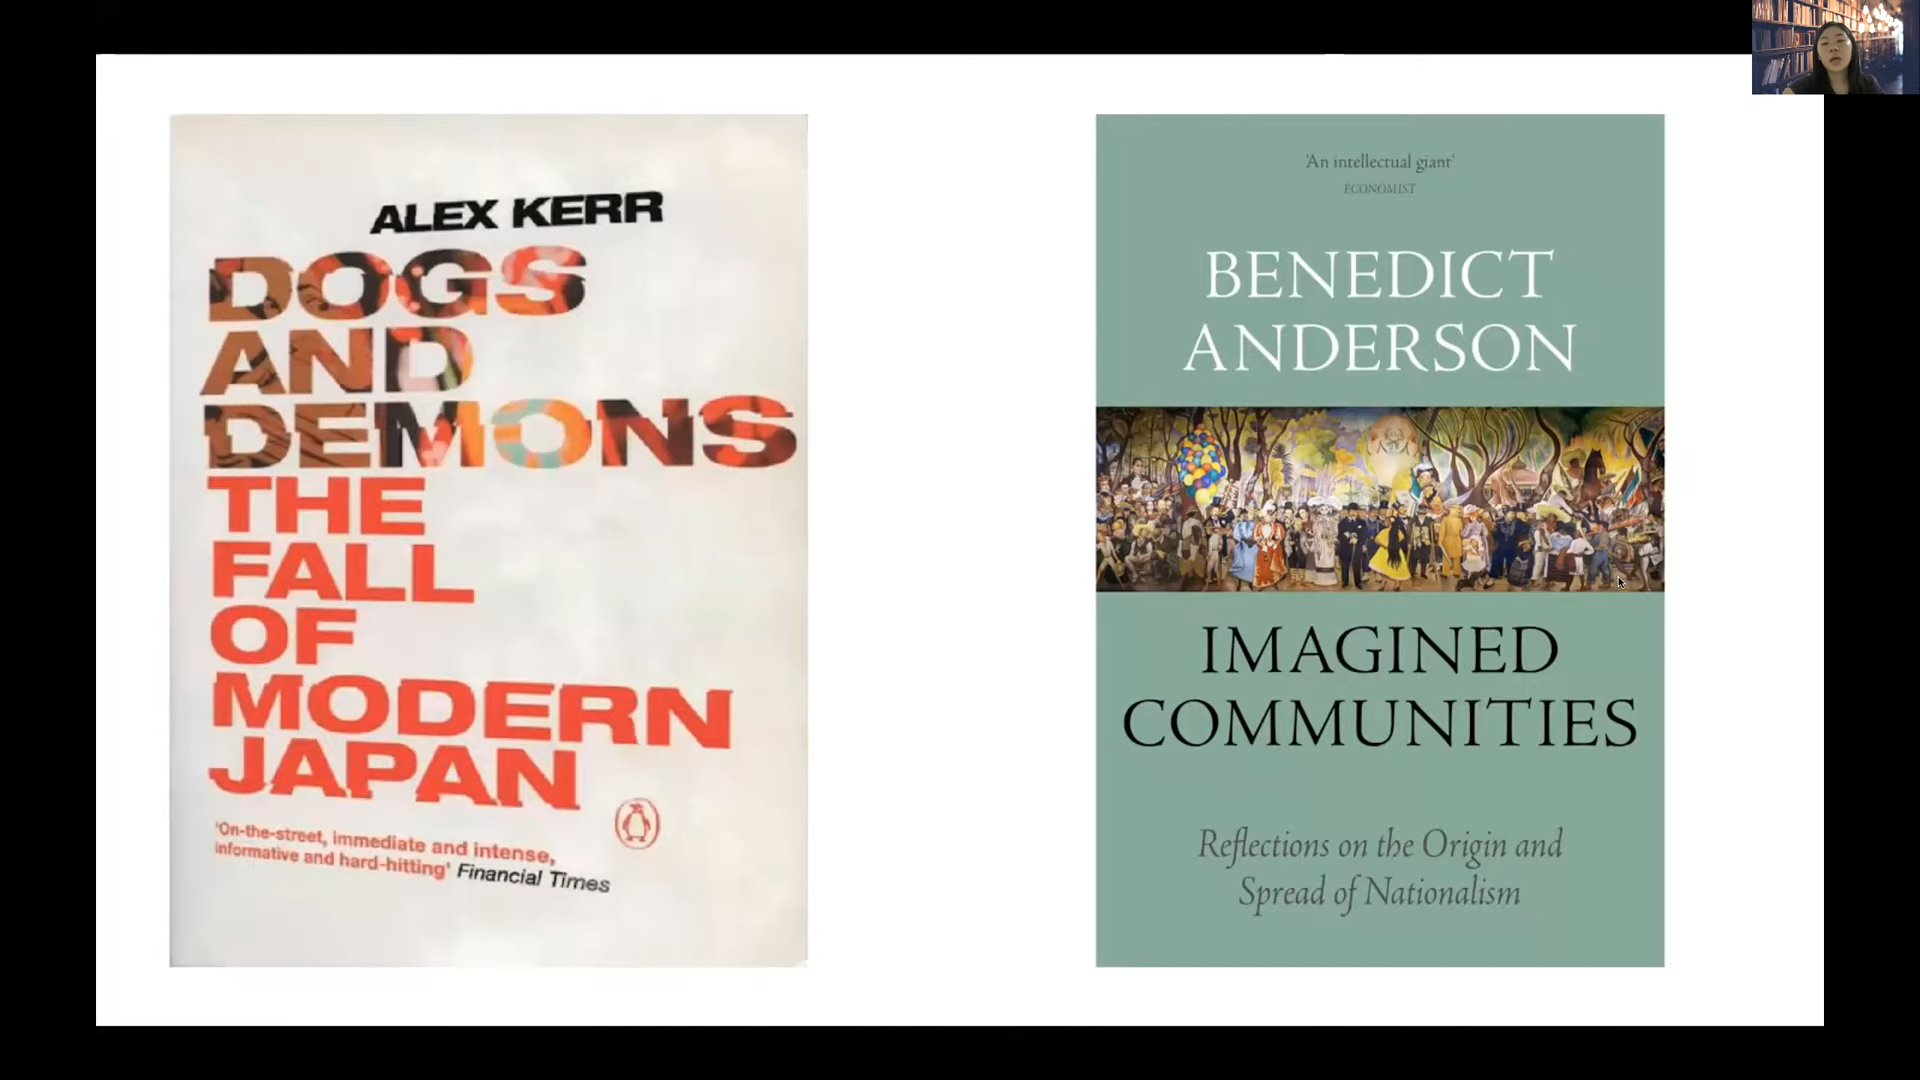 ALEX KERR
DOGS
AND
DEMONS
THE
FALL
OF
MODERN
JAPAN
'On-the-street, immediate and intense,
informative and hard-hitting' Financial Times
'An intellectual giant'
ECONOMIST
BENEDICT
ANDERSON
IMAGINED
COMMUNITIES
Reflections on the Origin and
Spread of Nationalism